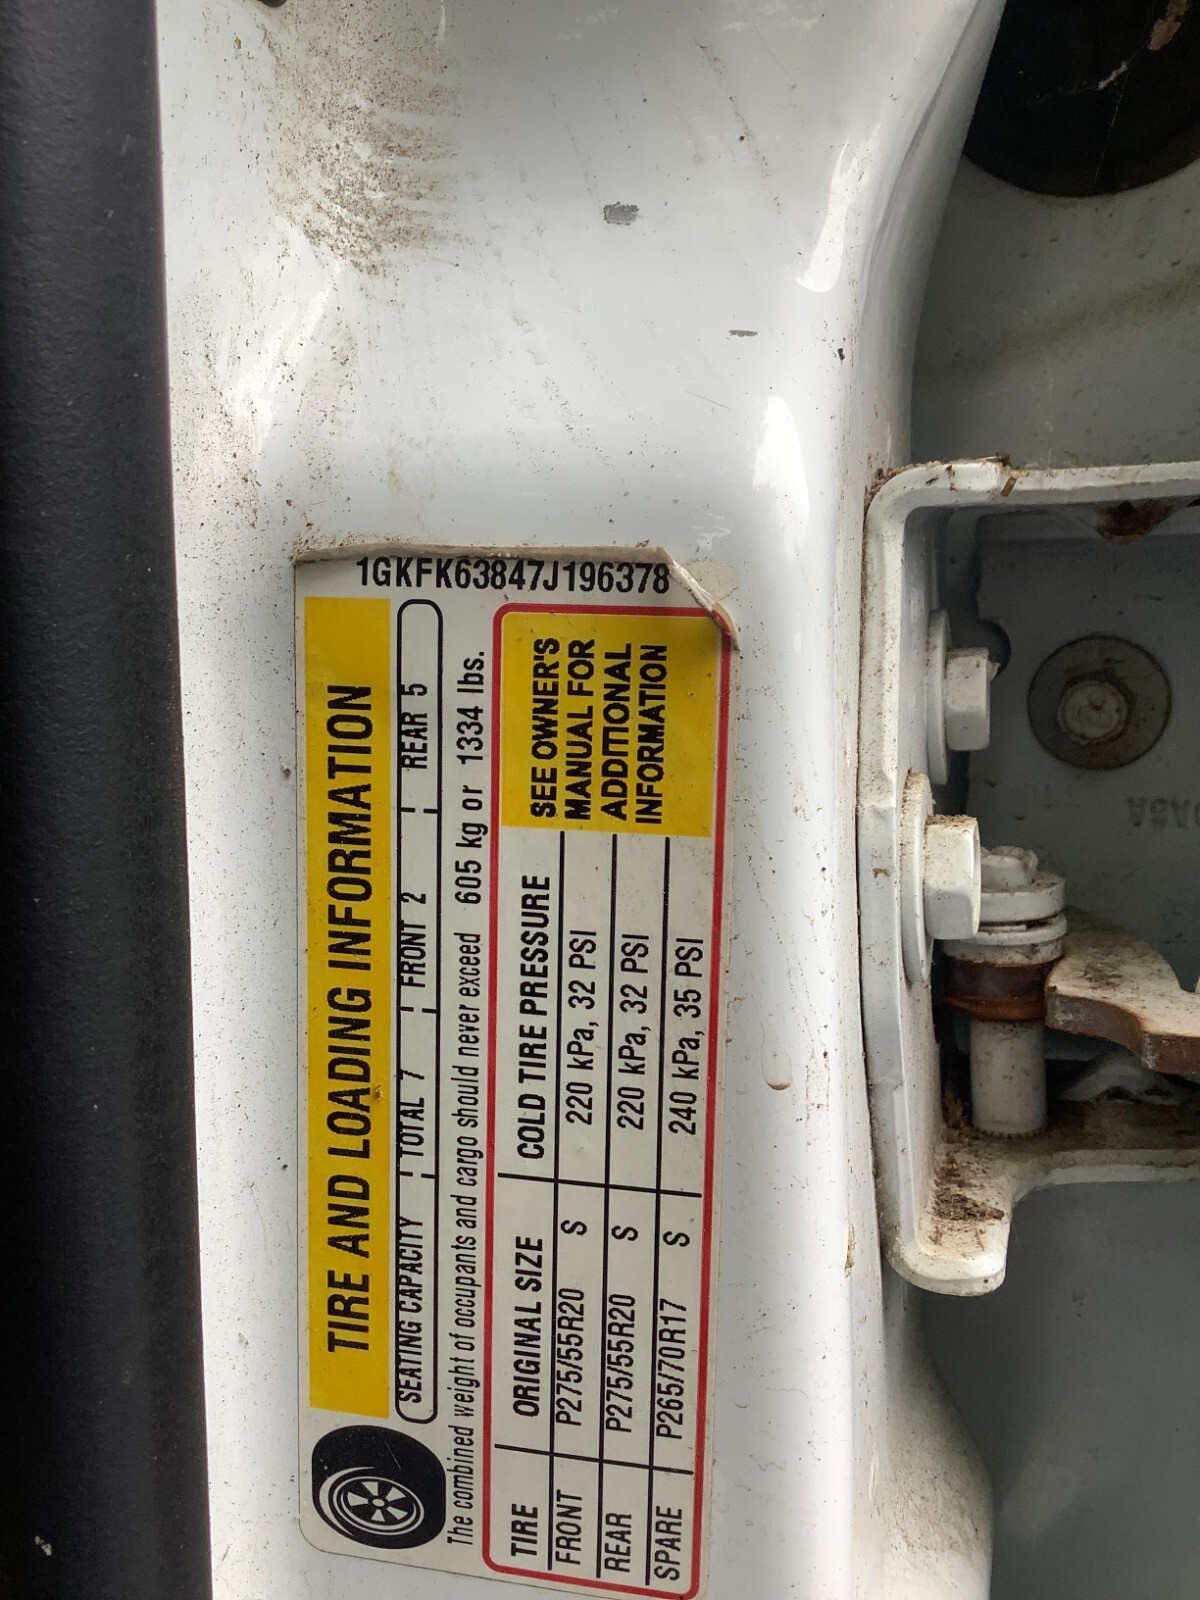 1GKFK63847J196378
TIRE AND LOADING INFORMATION
SEATING CAPACITY TOTAL 7 FRONT 2 REAR 5
The combined weight of occupants and cargo should never exceed 605 kg or 1334 lbs.
TIRE ORIGINAL SIZE COLD TIRE PRESSURE
FRONT P275/55R20 S 220 kPa, 32 PSI
REAR P275/55R20 S 220 kPa, 32 PSI
SPARE P265/70R17 S 240 kPa, 35 PSI
SEE OWNER'S
MANUAL FOR
ADDITIONAL
INFORMATION